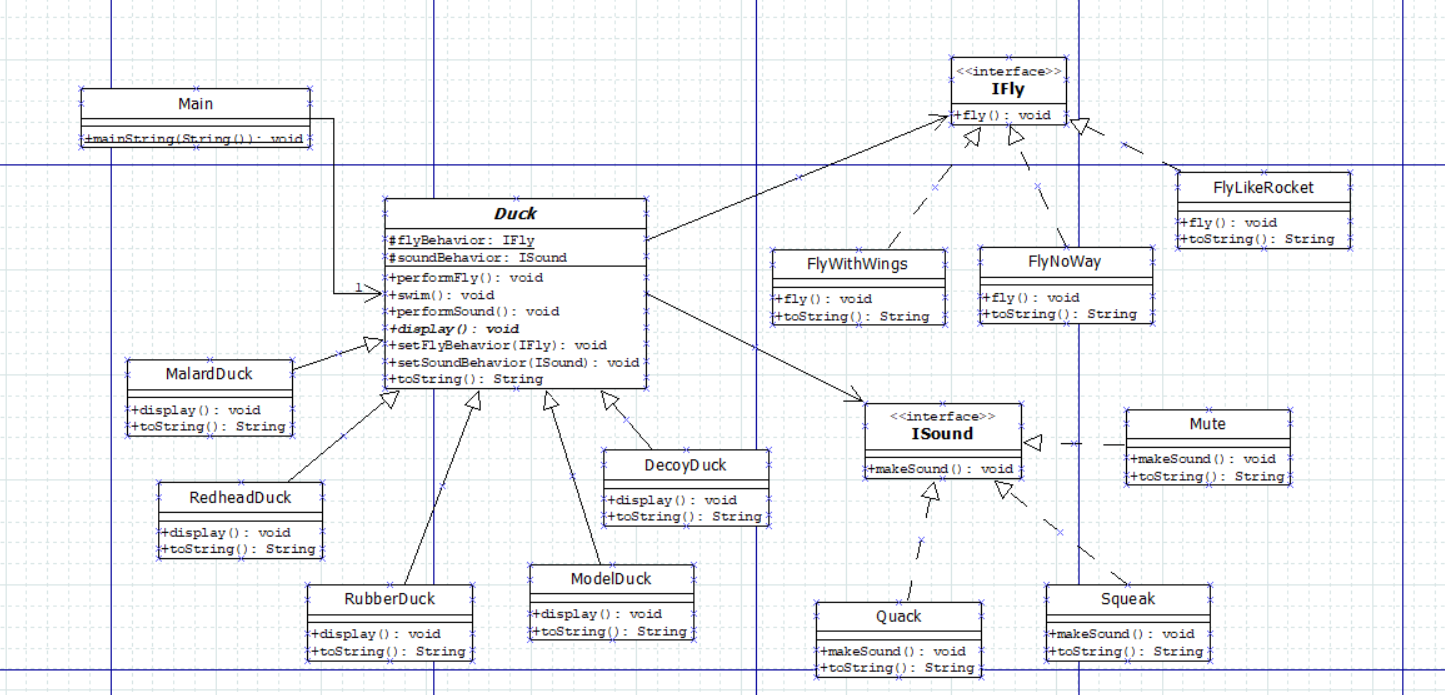 Main
+mainString(String()): void
<<interface>>
IFly
+fly(): void
FlyLikeRocket
+fly(): void
+toString(): String
Duck
#flyBehavior: IFly
#soundBehavior: ISound
+performFly(): void
+swim(): void
+performSound(): void
+display(): void
+setFlyBehavior(IFly): void
+setSoundBehavior(ISound): void
+toString(): String
1
FlyWithWings
+fly(): void
+toString(): String
FlyNoWay
+fly(): void
+toString(): String
MalardDuck
+display(): void
+toString(): String
<<interface>>
ISound
+makeSound(): void
Mute
+makeSound(): void
+toString(): String
DecoyDuck
+display(): void
+toString(): String
RedheadDuck
+display(): void
+toString(): String
RubberDuck
+display(): void
+toString(): String
ModelDuck
+display(): void
+toString(): String
Quack
+makeSound(): void
+toString(): String
Squeak
+makeSound(): void
+toString(): String